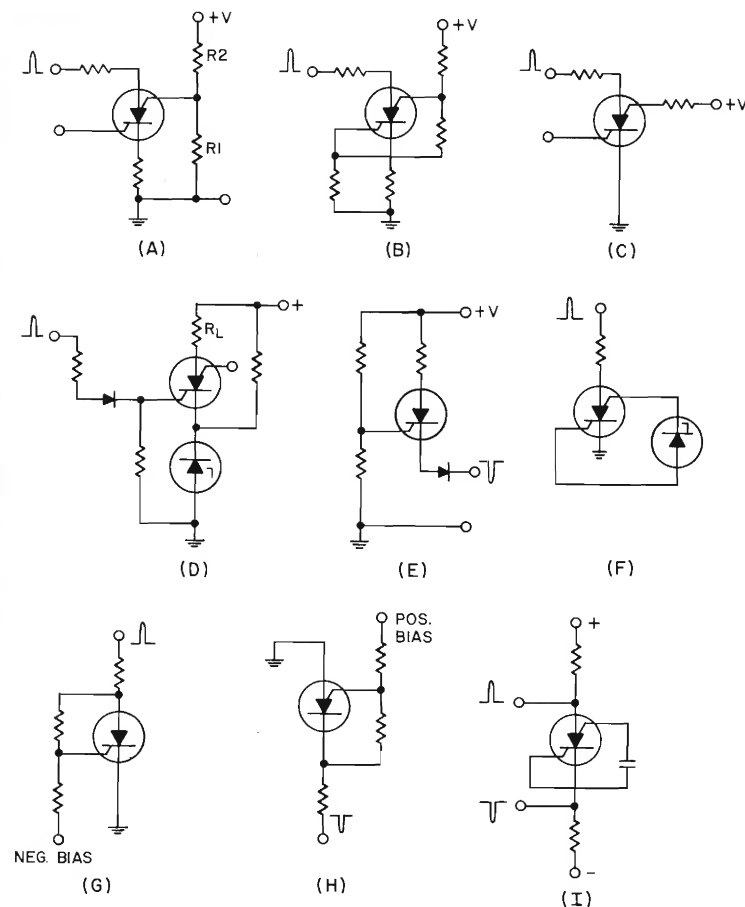 +V
R2
R1
(A)
+V
(B)
+V
(C)
+
RL
(D)
+V
(E)
(F)
NEG. BIAS
(G)
POS.
BIAS
(H)
+
-
(I)